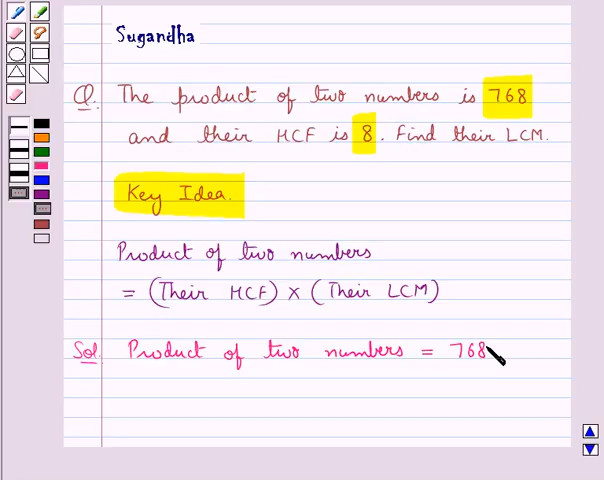 Sugandha
Q. The product of two numbers is 768
and their HCF is 8. Find their LCM.
Key Idea.
Product of two numbers
= (Their HCF) × (Their LCM)
Sol. Product of two numbers = 768